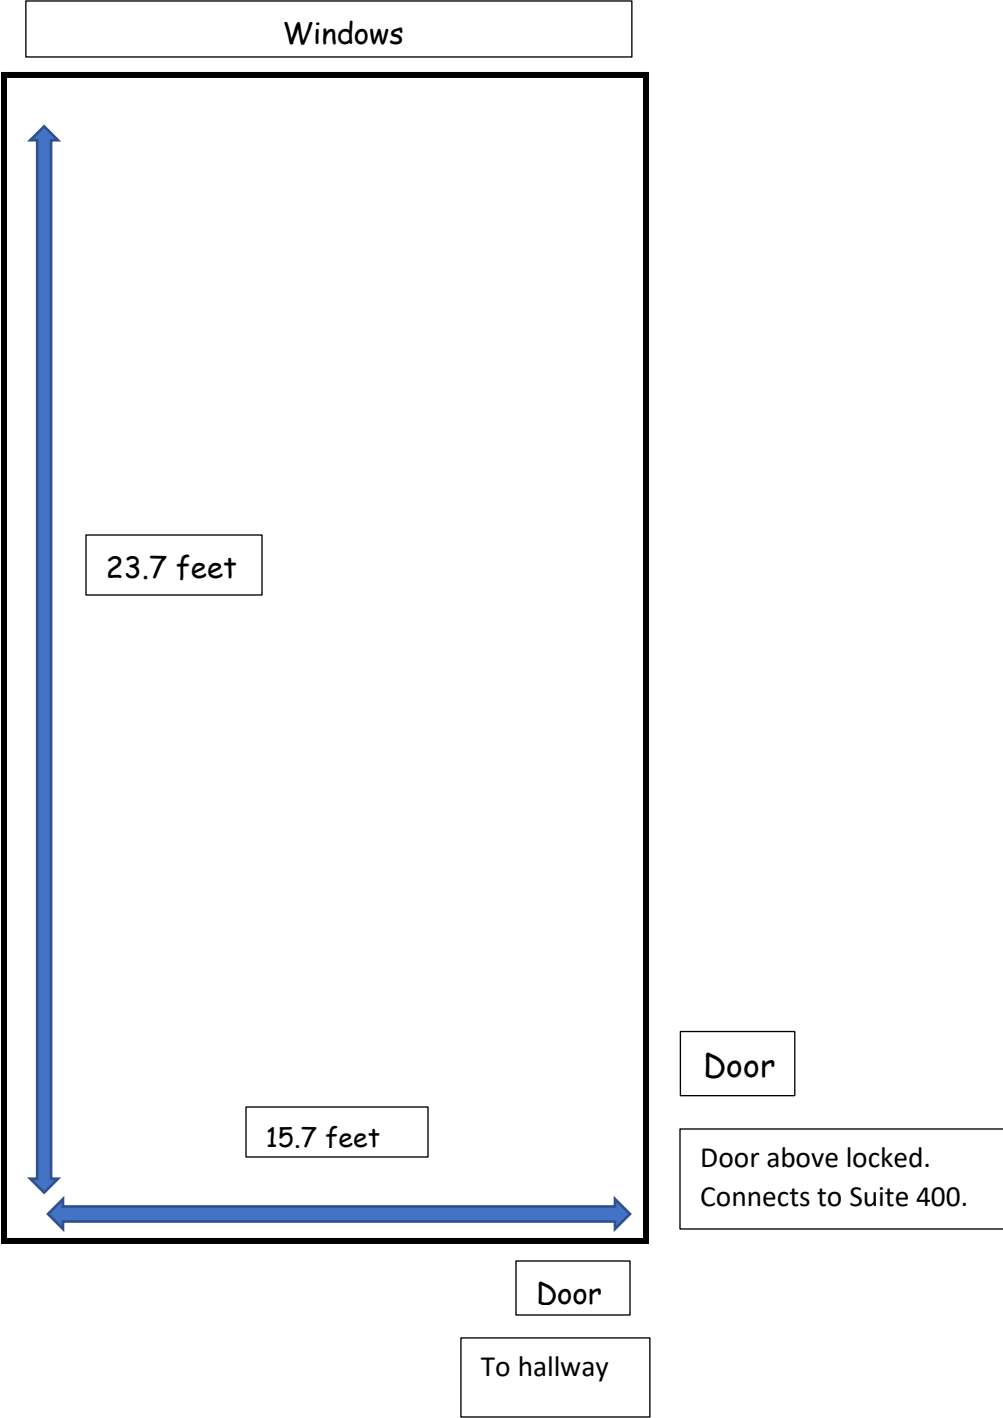 Windows
23.7 feet
Door
15.7 feet
Door above locked.
Connects to Suite 400.
Door
To hallway